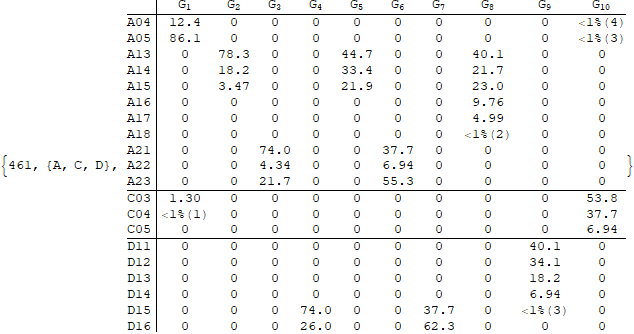 G1 G2 G3 G4 G5 G6 G7 G8 G9 G10
A04 12.4 0 0 0 0 0 0 0 0 <1%(4)
A05 86.1 0 0 0 0 0 0 0 0 <1%(3)
A13 0 78.3 0 0 44.7 0 0 40.1 0 0
A14 0 18.2 0 0 33.4 0 0 21.7 0 0
A15 0 3.47 0 0 21.9 0 0 23.0 0 0
A16 0 0 0 0 0 0 0 9.76 0 0
A17 0 0 0 0 0 0 0 4.99 0 0
A18 0 0 0 0 0 0 0 <1%(2) 0 0
A21 0 0 74.0 0 0 37.7 0 0 0 0
{461, {A, C, D}, A22 0 0 4.34 0 0 6.94 0 0 0 0 }
A23 0 0 21.7 0 0 55.3 0 0 0 0
C03 1.30 0 0 0 0 0 0 0 0 53.8
C04 <1%(1) 0 0 0 0 0 0 0 0 37.7
C05 0 0 0 0 0 0 0 0 0 6.94
D11 0 0 0 0 0 0 0 0 40.1 0
D12 0 0 0 0 0 0 0 0 34.1 0
D13 0 0 0 0 0 0 0 0 18.2 0
D14 0 0 0 0 0 0 0 0 6.94 0
D15 0 0 0 74.0 0 0 37.7 0 <1%(3) 0
D16 0 0 0 26.0 0 0 62.3 0 0 0